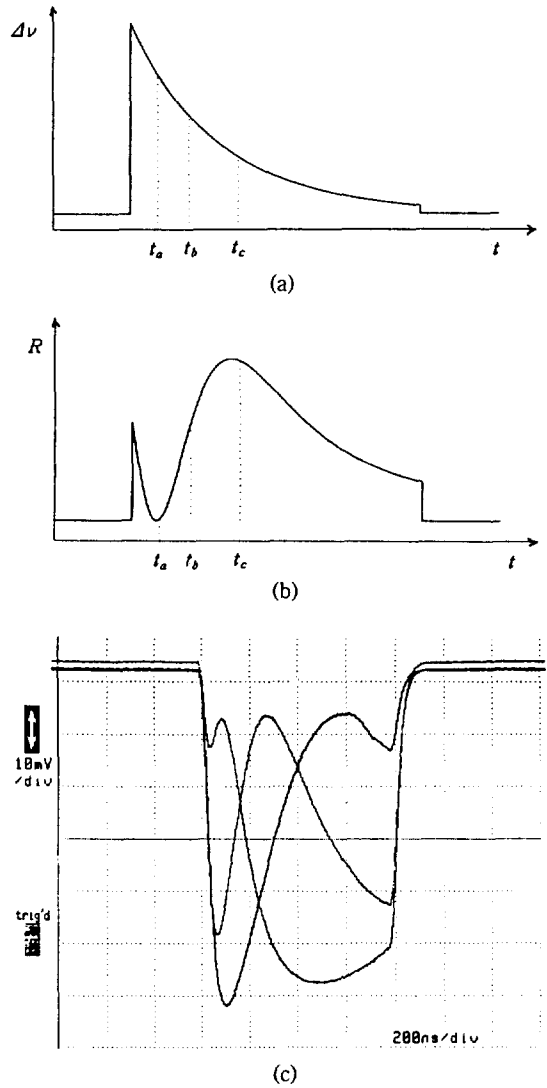 Δν
t_a t_b t_c t
(a)
R
t_a t_b t_c t
(b)
10mV
/div
trig'd
200ns/div
(c)